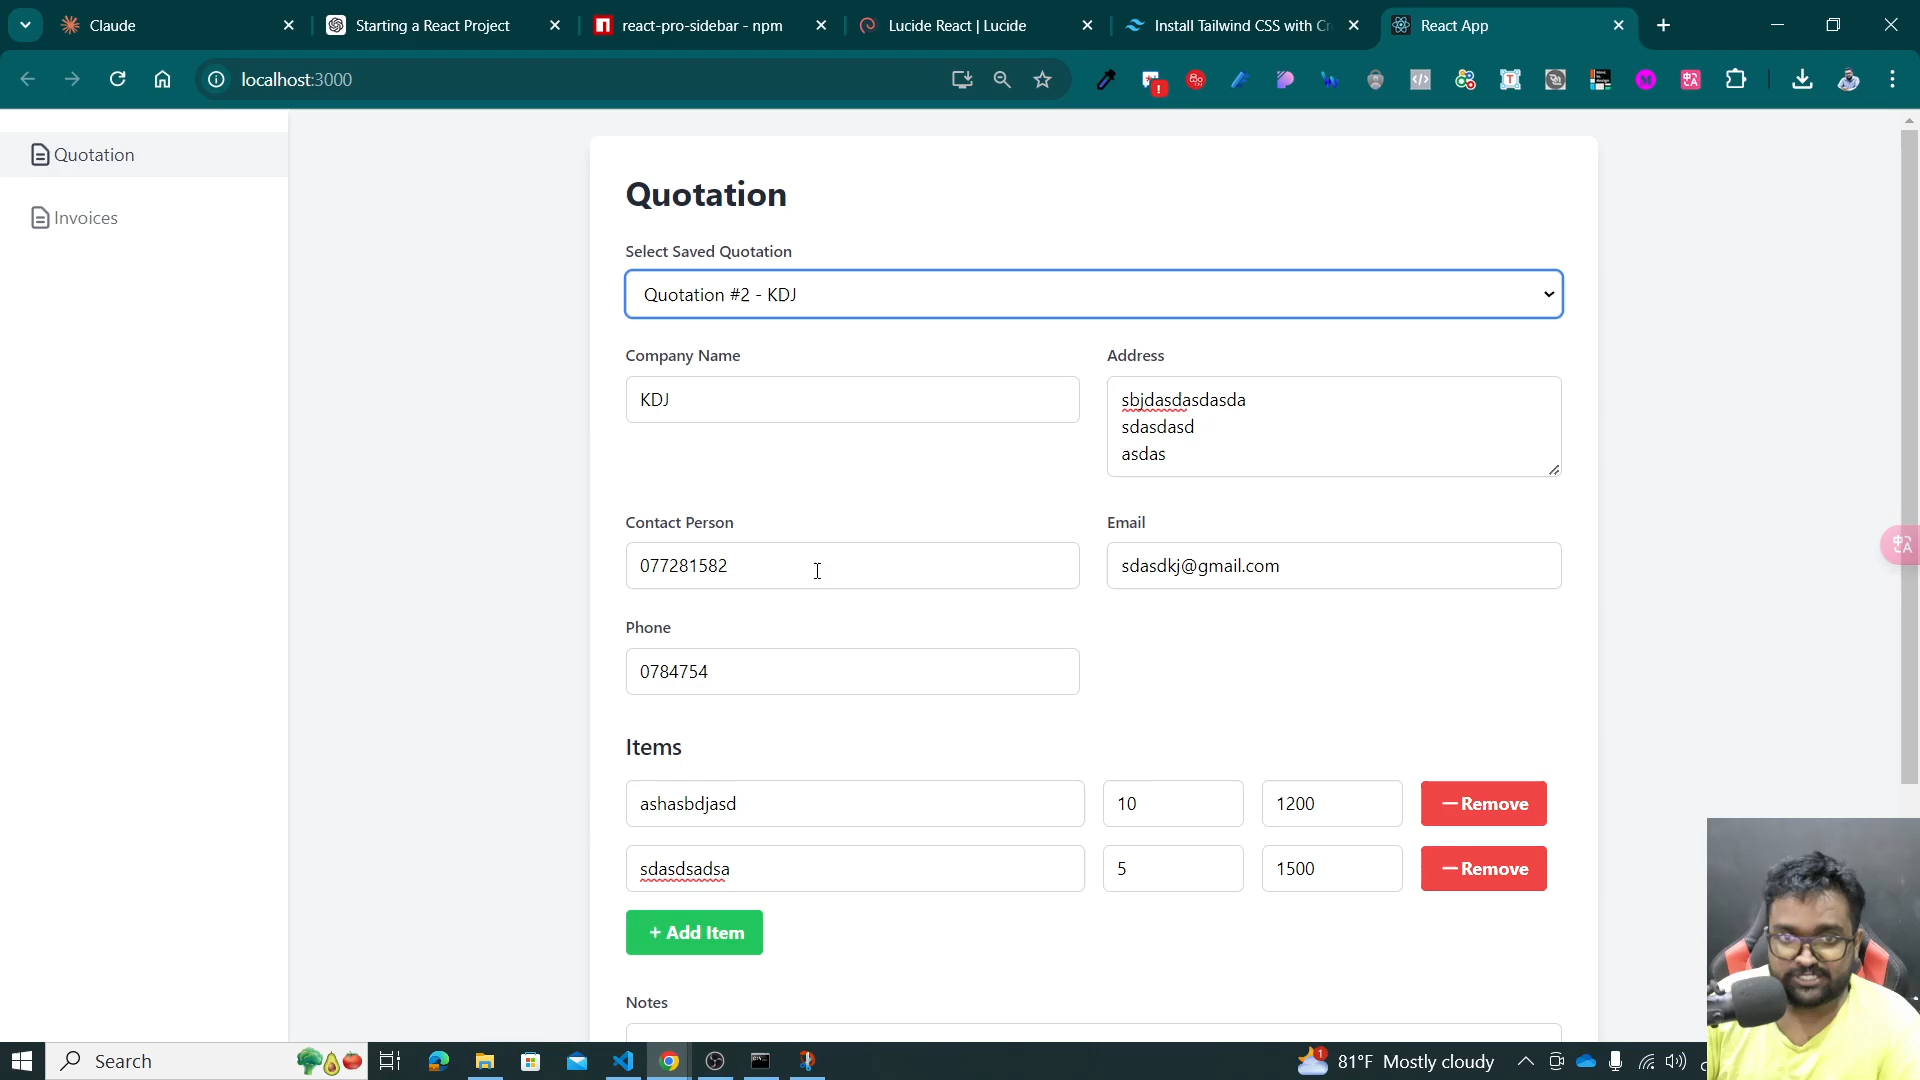 Claude
Starting a React Project
react-pro-sidebar - npm
Lucide React | Lucide
Install Tailwind CSS with Cr
React App
localhost:3000
Quotation
Invoices
Quotation
Select Saved Quotation
Quotation #2 - KDJ
Company Name
Address
KDJ
sbjdasdasdasda
sdasdasd
asdas
Contact Person
Email
077281582
sdasdkj@gmail.com
Phone
0784754
Items
ashasbdjasd
10
1200
Remove
sdasdsadsa
5
1500
Remove
+ Add Item
Notes
Search
1
81°F Mostly cloudy